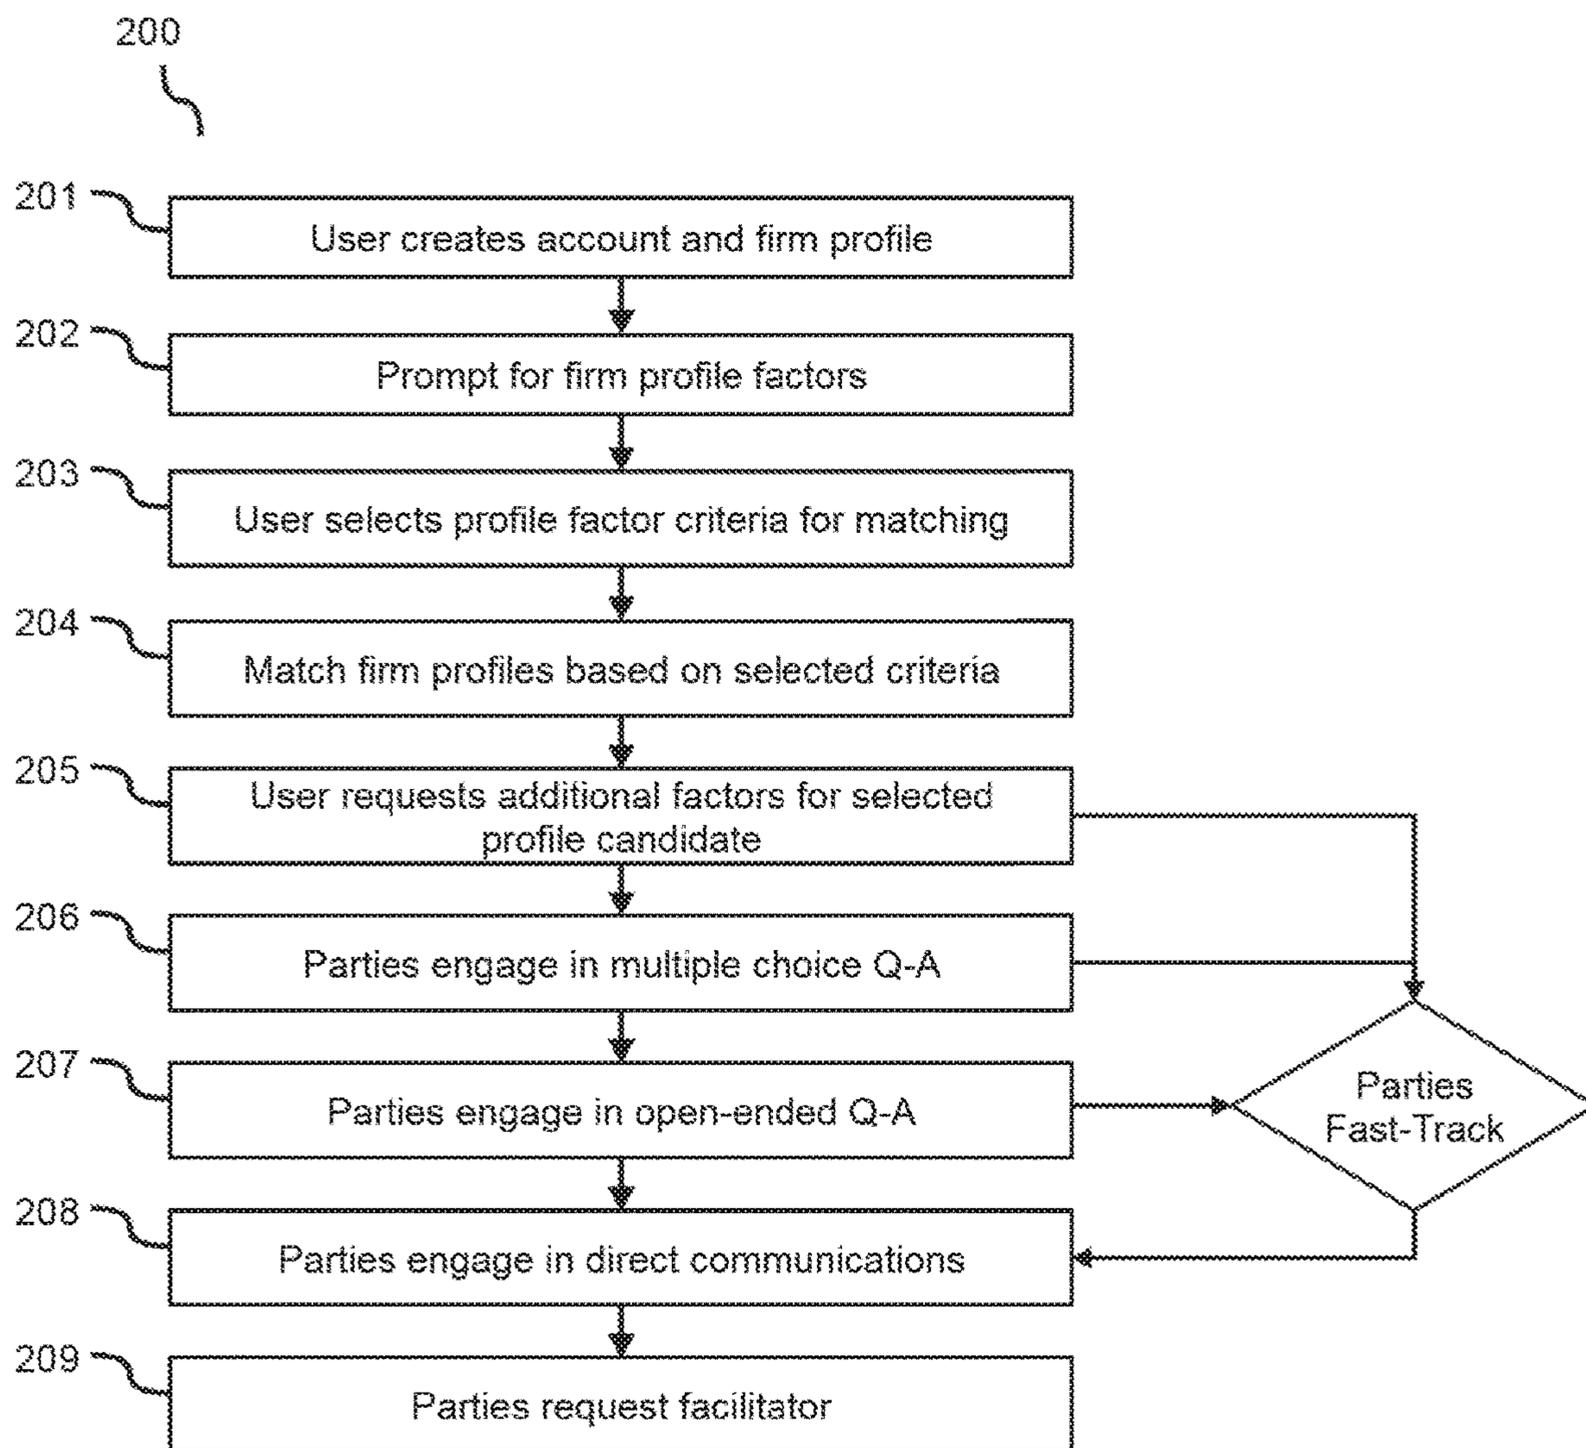 200
201
User creates account and firm profile
202
Prompt for firm profile factors
203
User selects profile factor criteria for matching
204
Match firm profiles based on selected criteria
205
User requests additional factors for selected
profile candidate
206
Parties engage in multiple choice Q-A
207
Parties engage in open-ended Q-A
Parties
Fast-Track
208
Parties engage in direct communications
209
Parties request facilitator